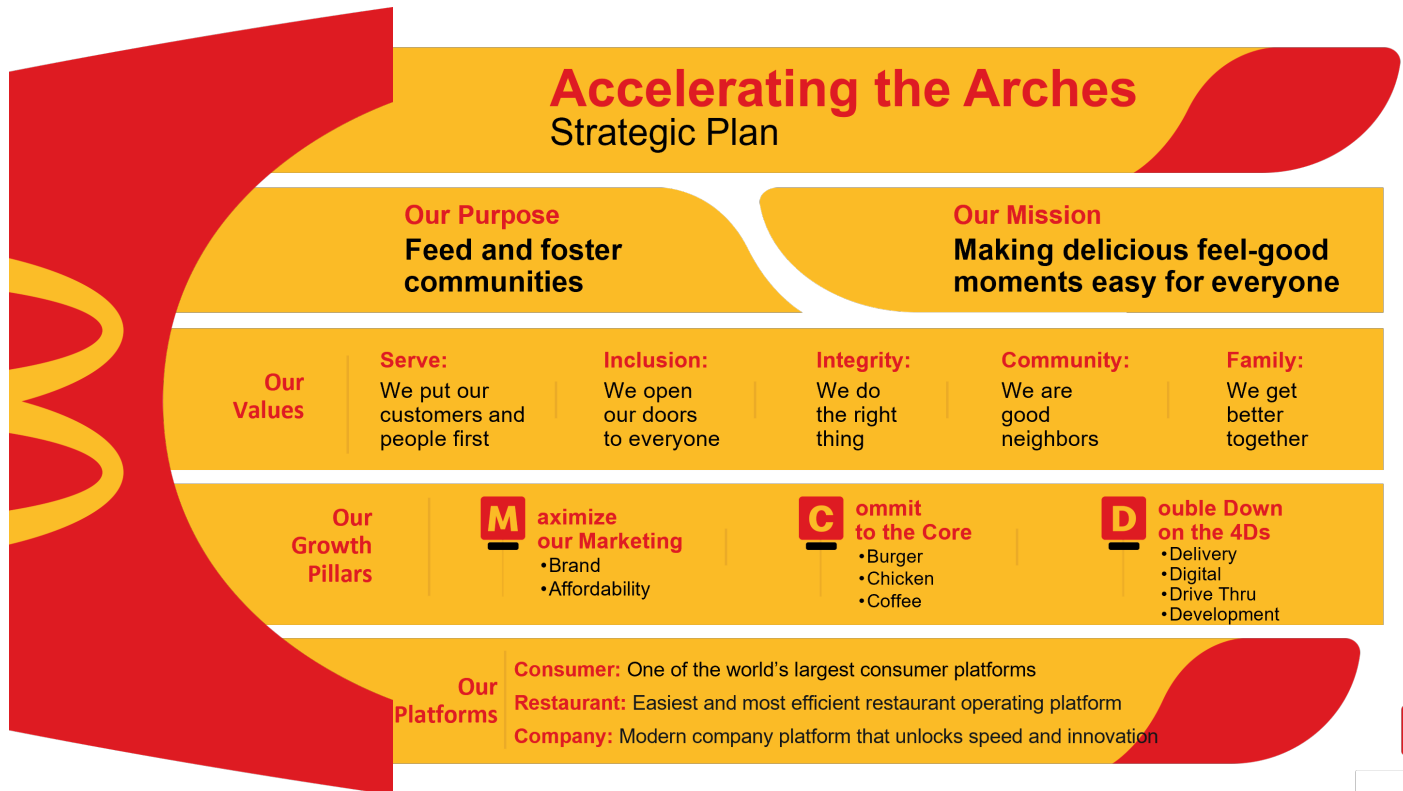 Accelerating the Arches
Strategic Plan
Our Purpose
Feed and foster
communities
Our Mission
Making delicious feel-good
moments easy for everyone
Our
Values
Serve:
We put our
customers and
people first
Inclusion:
We open
our doors
to everyone
Integrity:
We do
the right
thing
Community:
We are
good
neighbors
Family:
We get
better
together
Our
Growth
Pillars
M aximize
our Marketing
•Brand
•Affordability
C ommit
to the Core
•Burger
•Chicken
•Coffee
D ouble Down
on the 4Ds
•Delivery
•Digital
•Drive Thru
•Development
Our
Platforms
Consumer: One of the world’s largest consumer platforms
Restaurant: Easiest and most efficient restaurant operating platform
Company: Modern company platform that unlocks speed and innovation